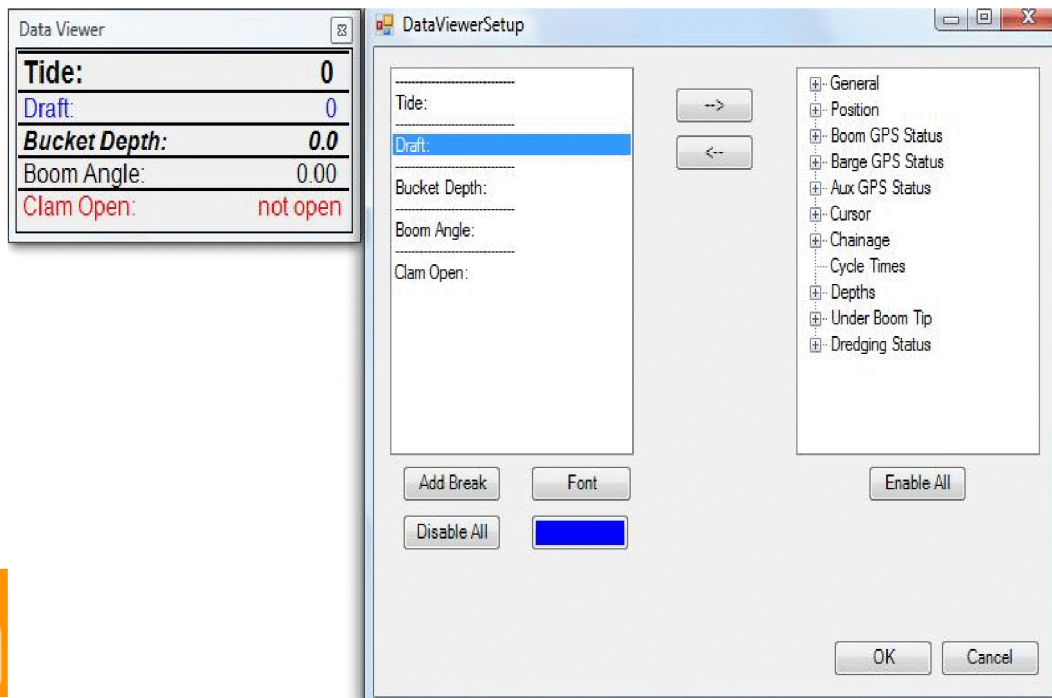 Data Viewer
Tide: 0
Draft: 0
Bucket Depth: 0.0
Boom Angle: 0.00
Clam Open: not open
DataViewerSetup
Tide:
Draft:
Bucket Depth:
Boom Angle:
Clam Open:
Add Break
Font
Disable All
-->
<--
General
Position
Boom GPS Status
Barge GPS Status
Aux GPS Status
Cursor
Chainage
Cycle Times
Depths
Under Boom Tip
Dredging Status
Enable All
OK
Cancel